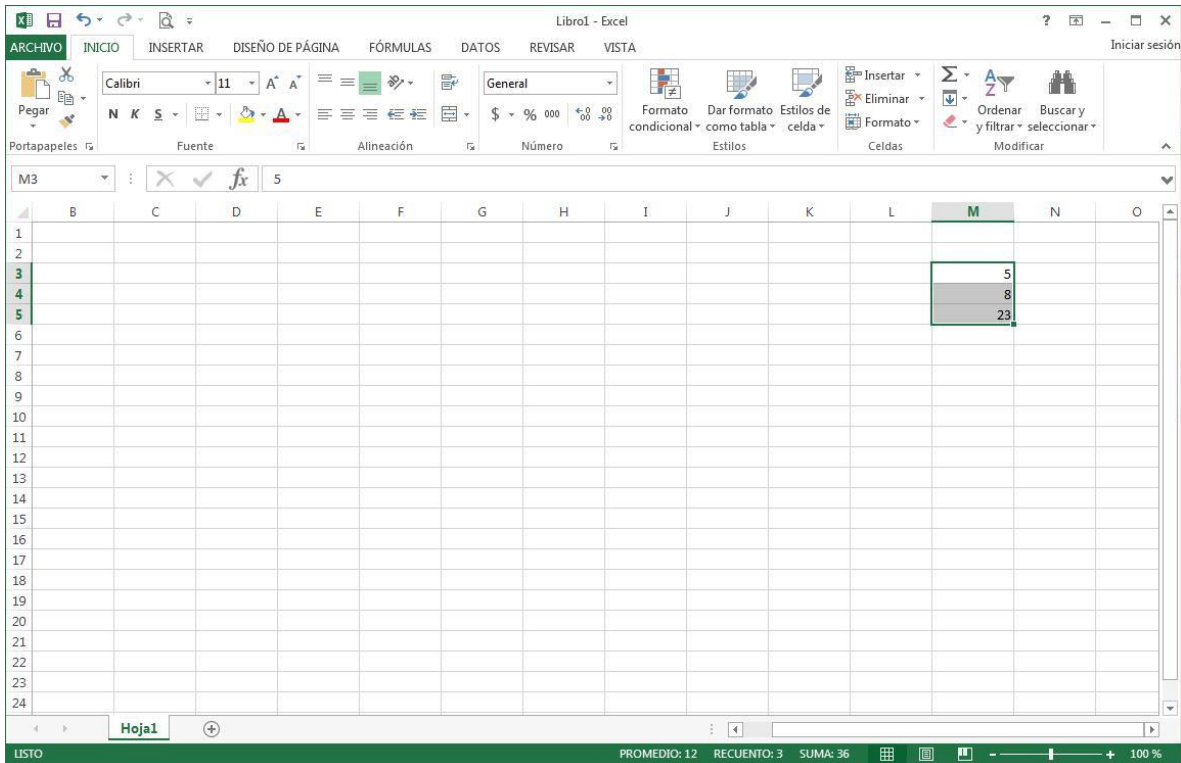 Libro1 - Excel
ARCHIVO INICIO INSERTAR DISEÑO DE PÁGINA FÓRMULAS DATOS REVISAR VISTA Iniciar sesión
Calibri 11 A A General Insertar
Eliminar
Pegar N K S A $ % 000 Formato Dar formato Estilos de Formato Ordenar Buscar y
condicional como tabla celda y filtrar seleccionar
Portapapeles Fuente Alineación Número Estilos Celdas Modificar
M3 fx 5
B C D E F G H I J K L M N O
1
2
3 5
4 8
5 23
6
7
8
9
10
11
12
13
14
15
16
17
18
19
20
21
22
23
24
Hoja1
LISTO PROMEDIO: 12 RECUENTO: 3 SUMA: 36 - + 100 %